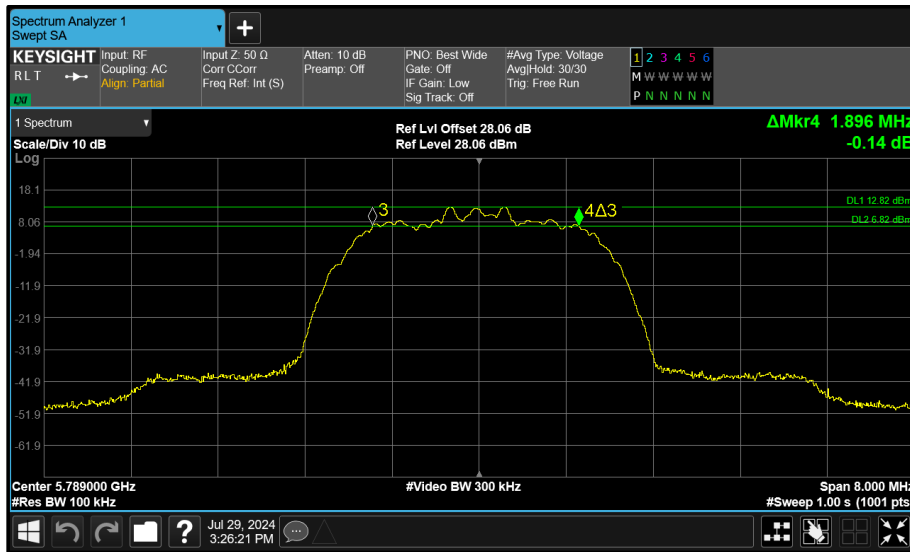 Spectrum Analyzer 1
Swept SA
KEYSIGHT
R L T
LXI
Input: RF
Coupling: AC
Align: Partial
Input Z: 50 Ω
Corr CCorr
Freq Ref: Int (S)
Atten: 10 dB
Preamp: Off
PNO: Best Wide
Gate: Off
IF Gain: Low
Sig Track: Off
#Avg Type: Voltage
Avg|Hold: 30/30
Trig: Free Run
1 2 3 4 5 6
M W W W W W
P N N N N N
1 Spectrum
Scale/Div 10 dB
Ref Lvl Offset 28.06 dB
Ref Level 28.06 dBm
ΔMkr4 1.896 MHz
-0.14 dB
Log
18.1
8.06
-1.94
-11.9
-21.9
-31.9
-41.9
-51.9
-61.9
3
4Δ3
DL1 12.82 dBm
DL2 6.82 dBm
Center 5.789000 GHz
#Video BW 300 kHz
Span 8.000 MHz
#Res BW 100 kHz
#Sweep 1.00 s (1001 pts
?
Jul 29, 2024
3:26:21 PM